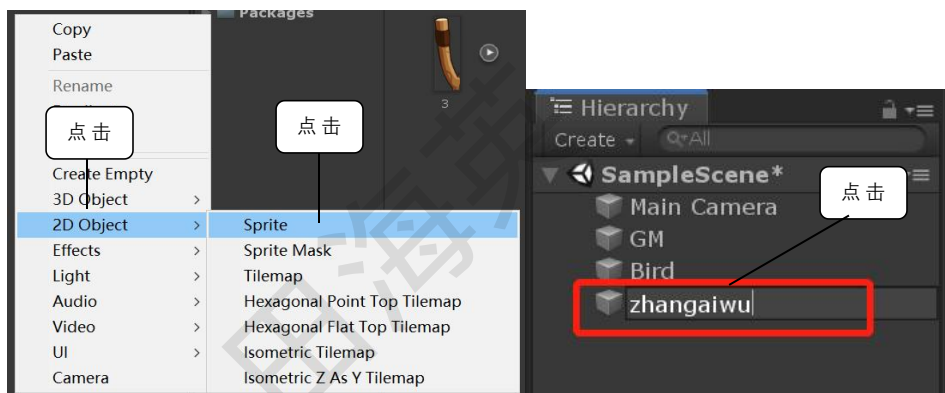 Copy
Paste
Rename
点击
Create Empty
3D Object >
2D Object >
Effects >
Light >
Audio >
Video >
UI >
Camera
Packages
3
点击
Sprite
Sprite Mask
Tilemap
Hexagonal Point Top Tilemap
Hexagonal Flat Top Tilemap
Isometric Tilemap
Isometric Z As Y Tilemap
Hierarchy
Create
All
SampleScene*
点击
Main Camera
GM
Bird
zhangaiwu